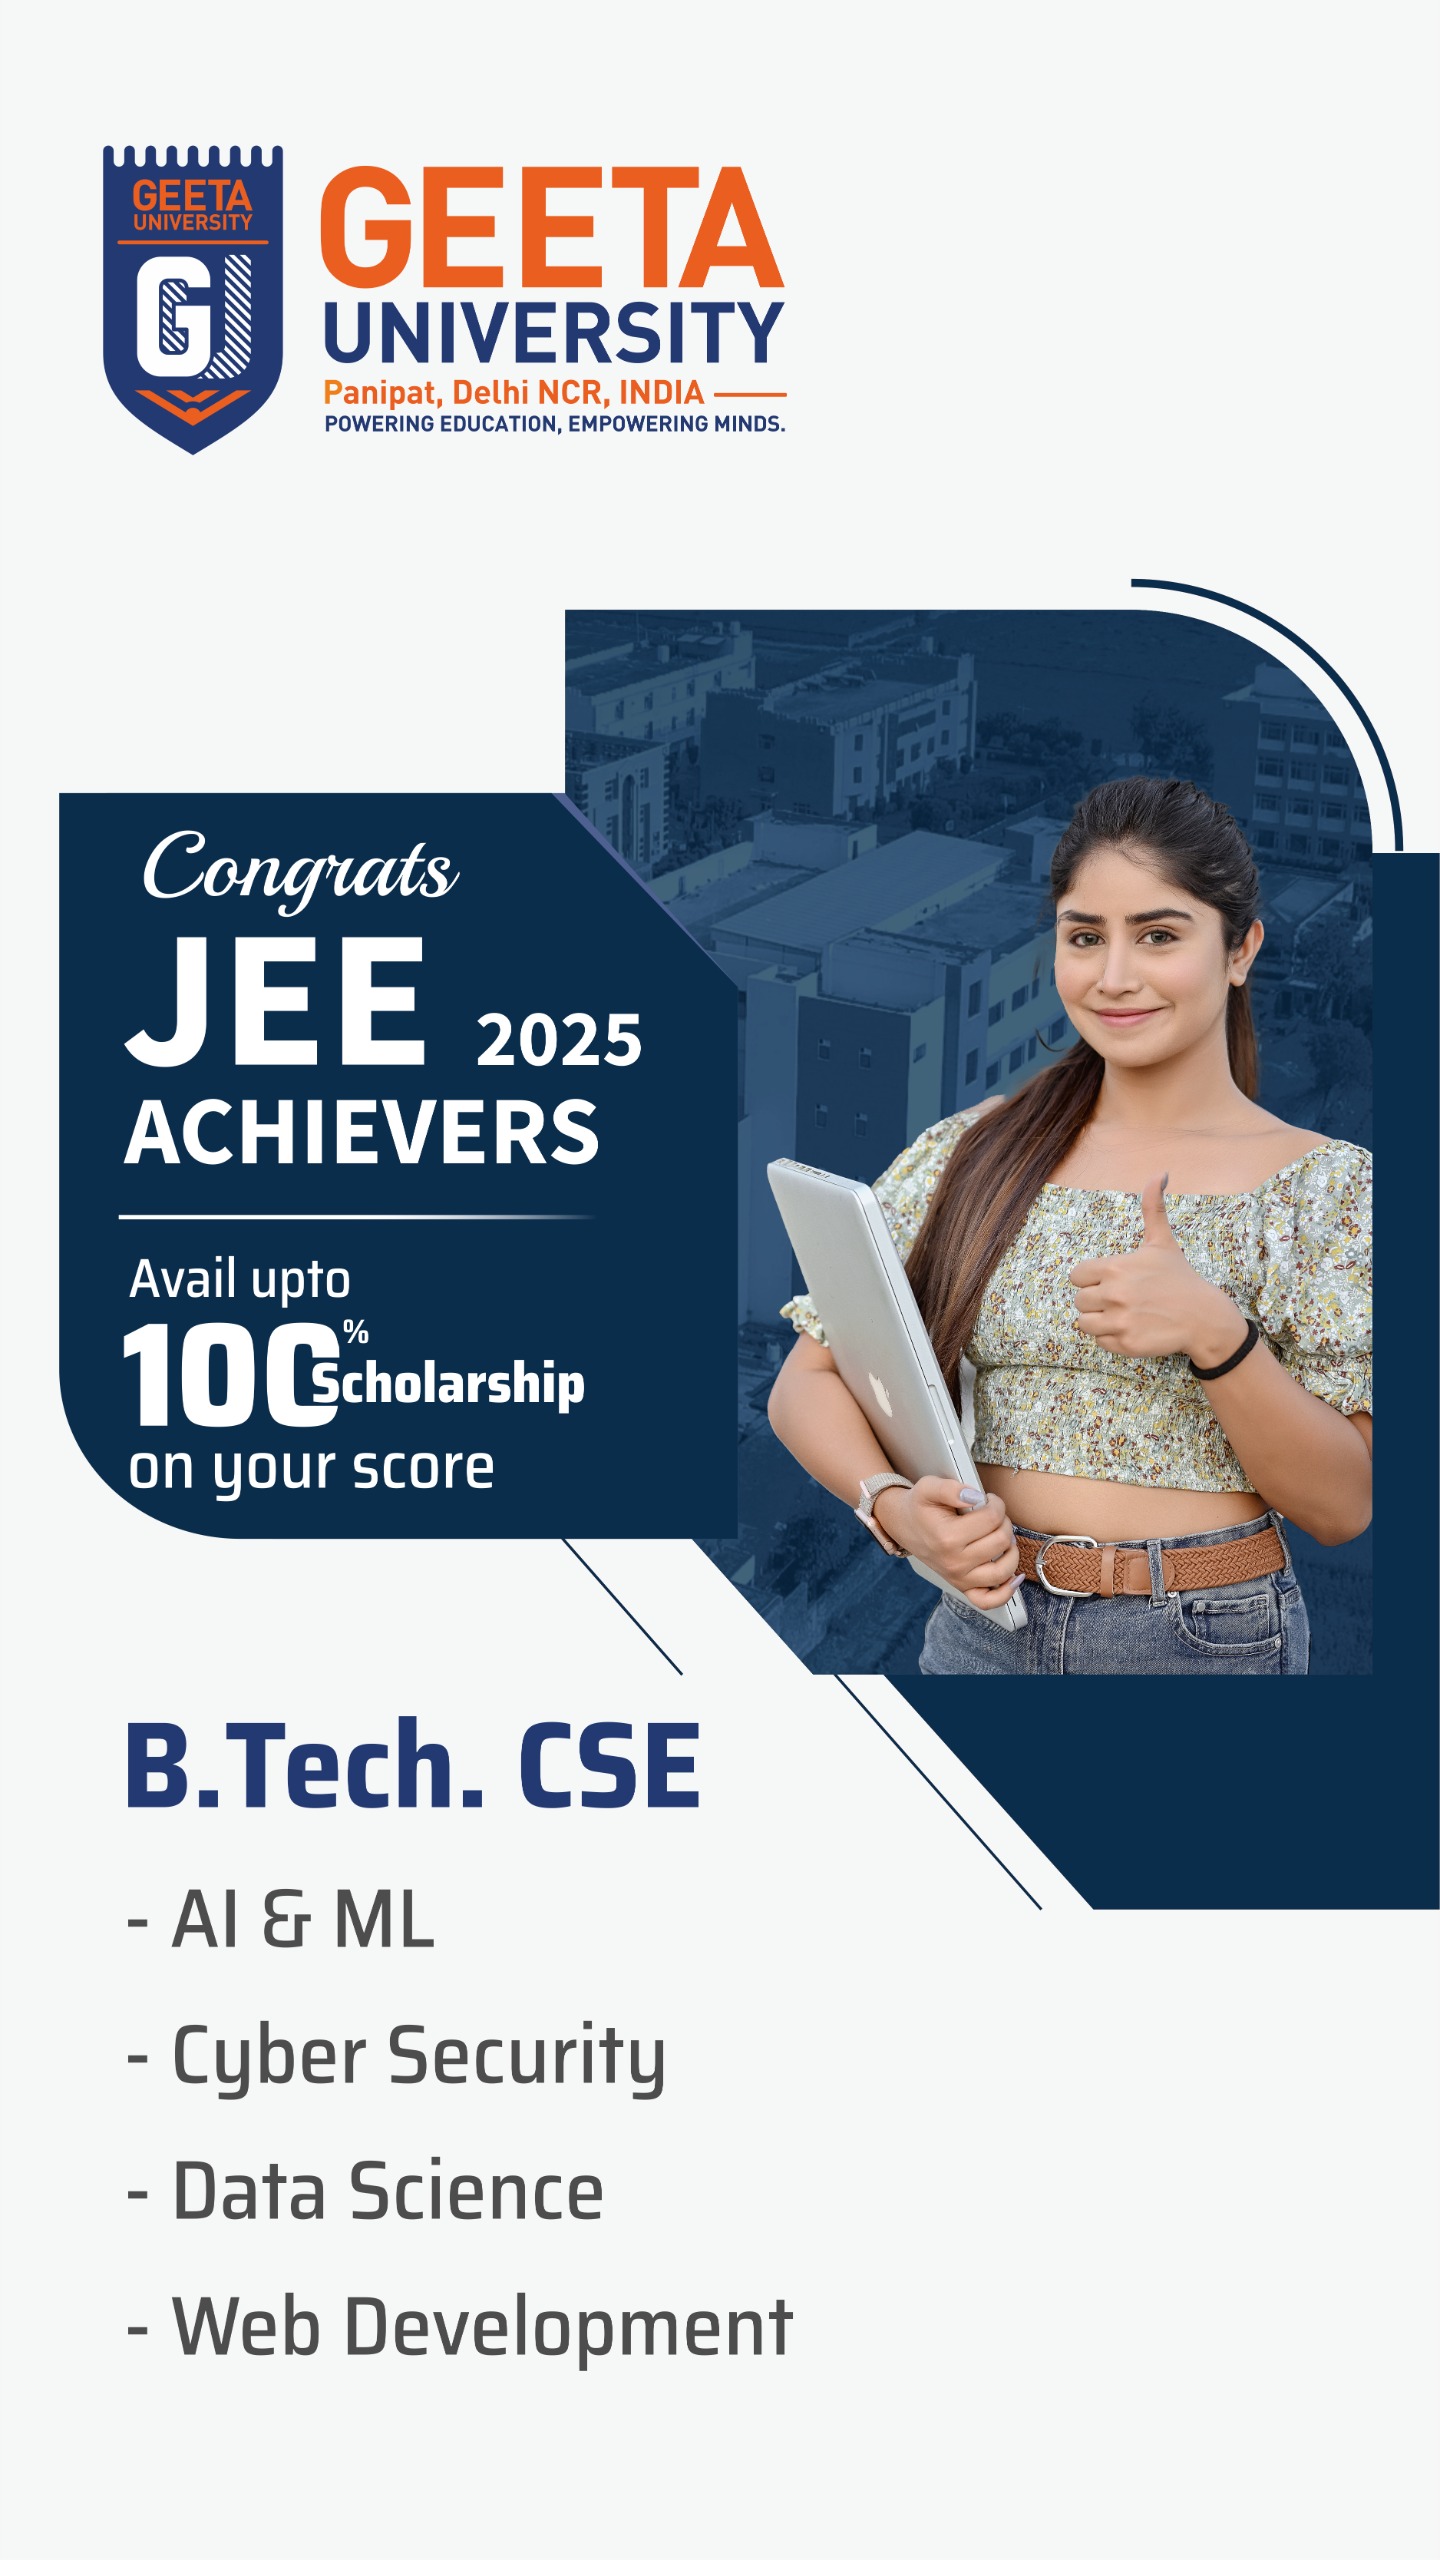 GEETA
UNIVERSITY
GU
GEETA
UNIVERSITY
Panipat, Delhi NCR, INDIA
POWERING EDUCATION, EMPOWERING MINDS.
Congrats
JEE 2025
ACHIEVERS
Avail upto
100% Scholarship
on your score
B.Tech. CSE
- AI & ML
- Cyber Security
- Data Science
- Web Development